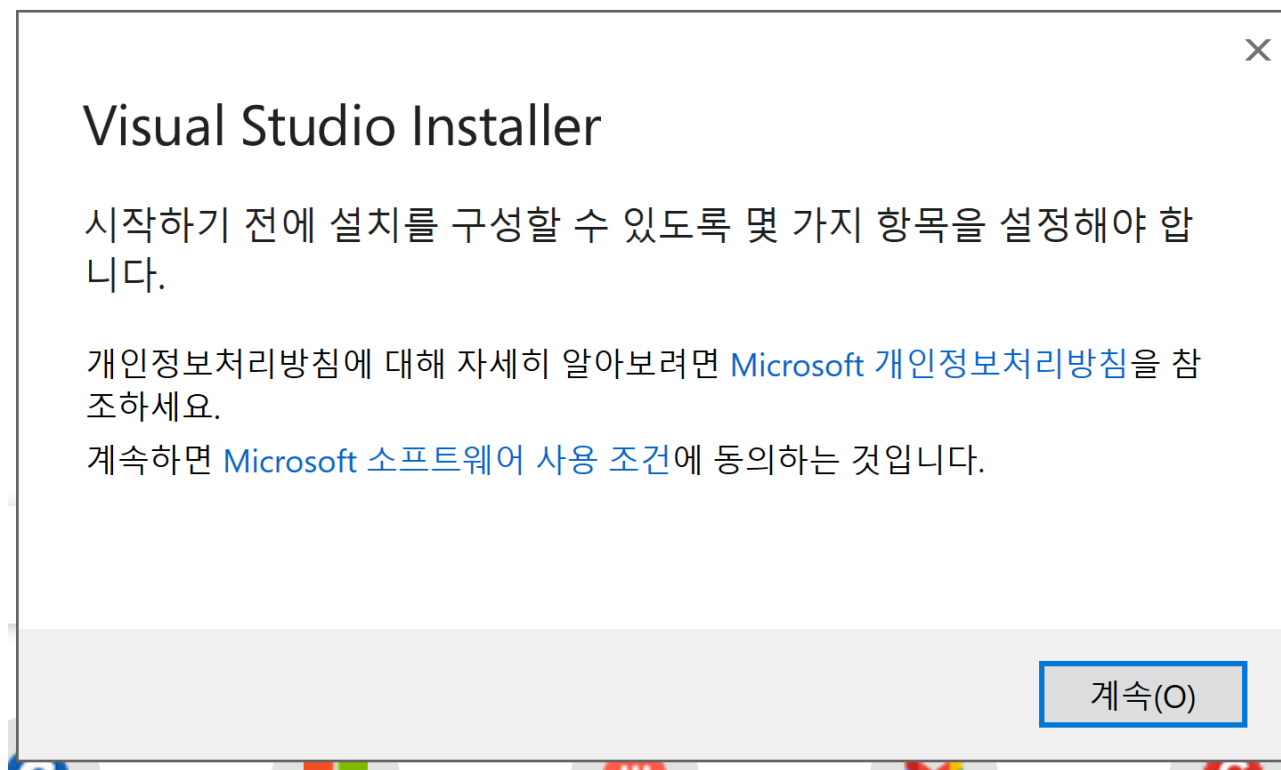 Visual Studio Installer
시작하기 전에 설치를 구성할 수 있도록 몇 가지 항목을 설정해야 합
니다.
개인정보처리방침에 대해 자세히 알아보려면 Microsoft 개인정보처리방침을 참
조하세요.
계속하면 Microsoft 소프트웨어 사용 조건에 동의하는 것입니다.
계속(O)